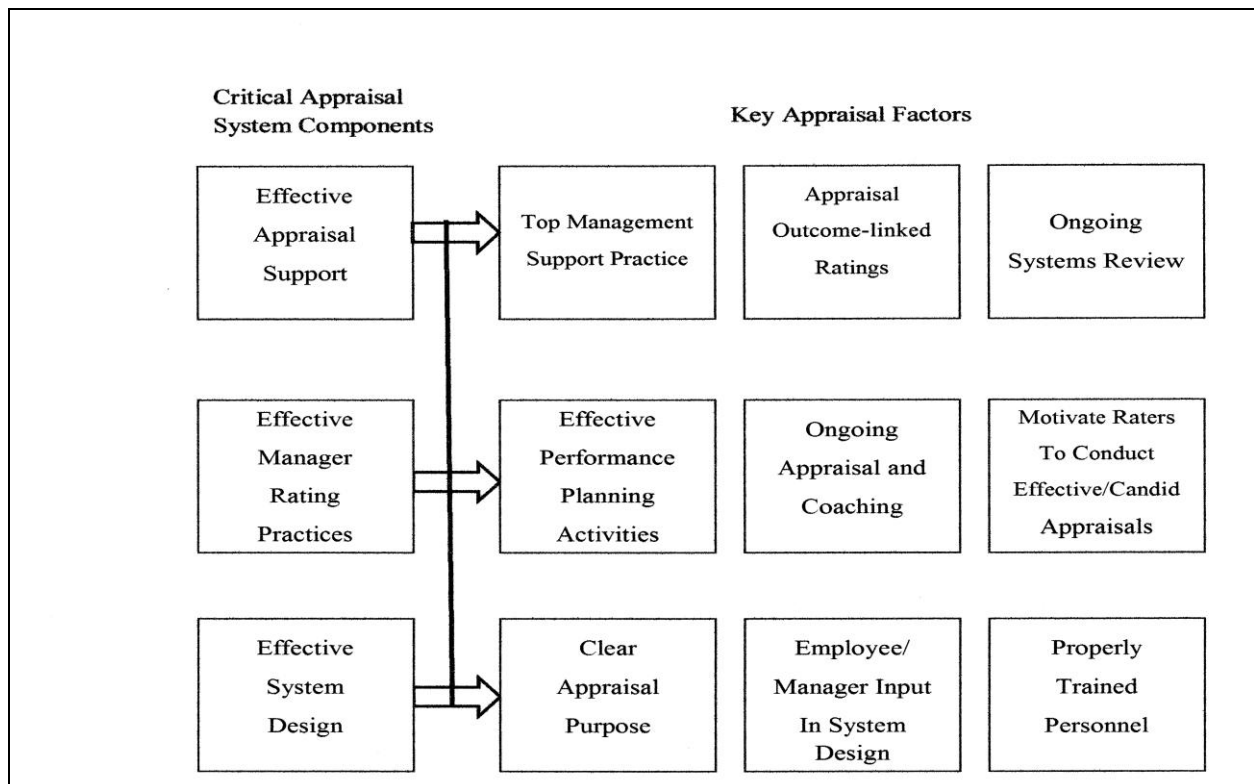 Critical Appraisal
System Components
Key Appraisal Factors
Effective
Appraisal
Support
Top Management
Support Practice
Appraisal
Outcome-linked
Ratings
Ongoing
Systems Review
Effective
Manager
Rating
Practices
Effective
Performance
Planning
Activities
Ongoing
Appraisal and
Coaching
Motivate Raters
To Conduct
Effective/Candid
Appraisals
Effective
System
Design
Clear
Appraisal
Purpose
Employee/
Manager Input
In System
Design
Properly
Trained
Personnel